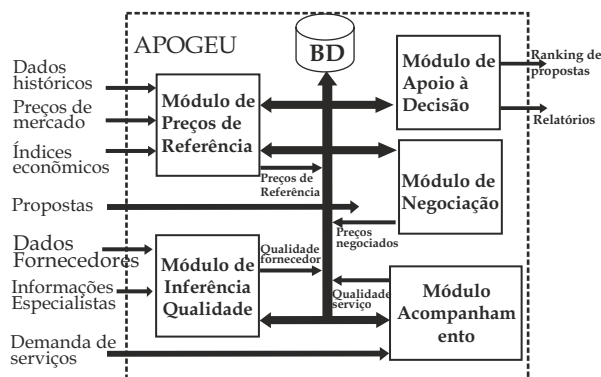 APOGEU
BD
Dados
históricos
Preços de
mercado
Índices
econômicos
Módulo de
Preços de
Referência
Módulo de
Apoio à
Decisão
Ranking de
propostas
Relatórios
Preços de
Referência
Propostas
Módulo de
Negociação
Preços
negociados
Dados
Fornecedores
Informações
Especialistas
Módulo de
Inferência
Qualidade
Qualidade
fornecedor
Qualidade
serviço
Módulo
Acompanham
ento
Demanda de
serviços